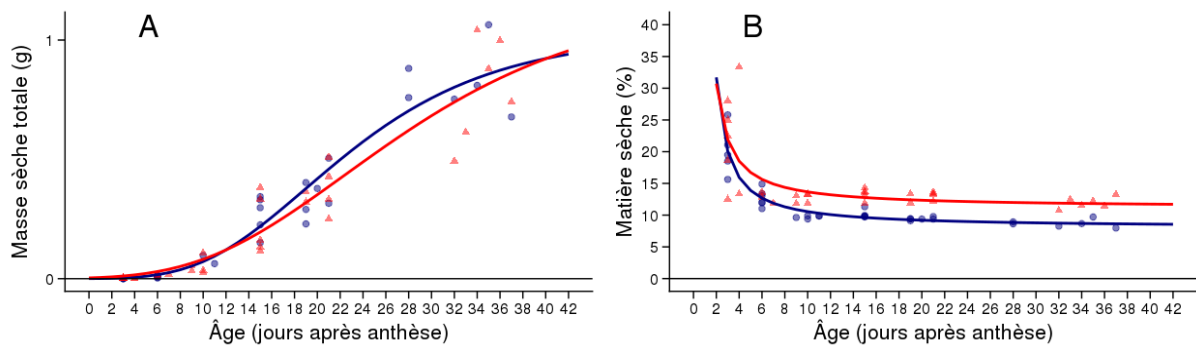 A
Masse sèche totale (g)
1
0
0 2 4 6 8 10 12 14 16 18 20 22 24 26 28 30 32 34 36 38 40 42
Âge (jours après anthèse)
B
Matière sèche (%)
40
35
30
25
20
15
10
5
0
0 2 4 6 8 10 12 14 16 18 20 22 24 26 28 30 32 34 36 38 40 42
Âge (jours après anthèse)